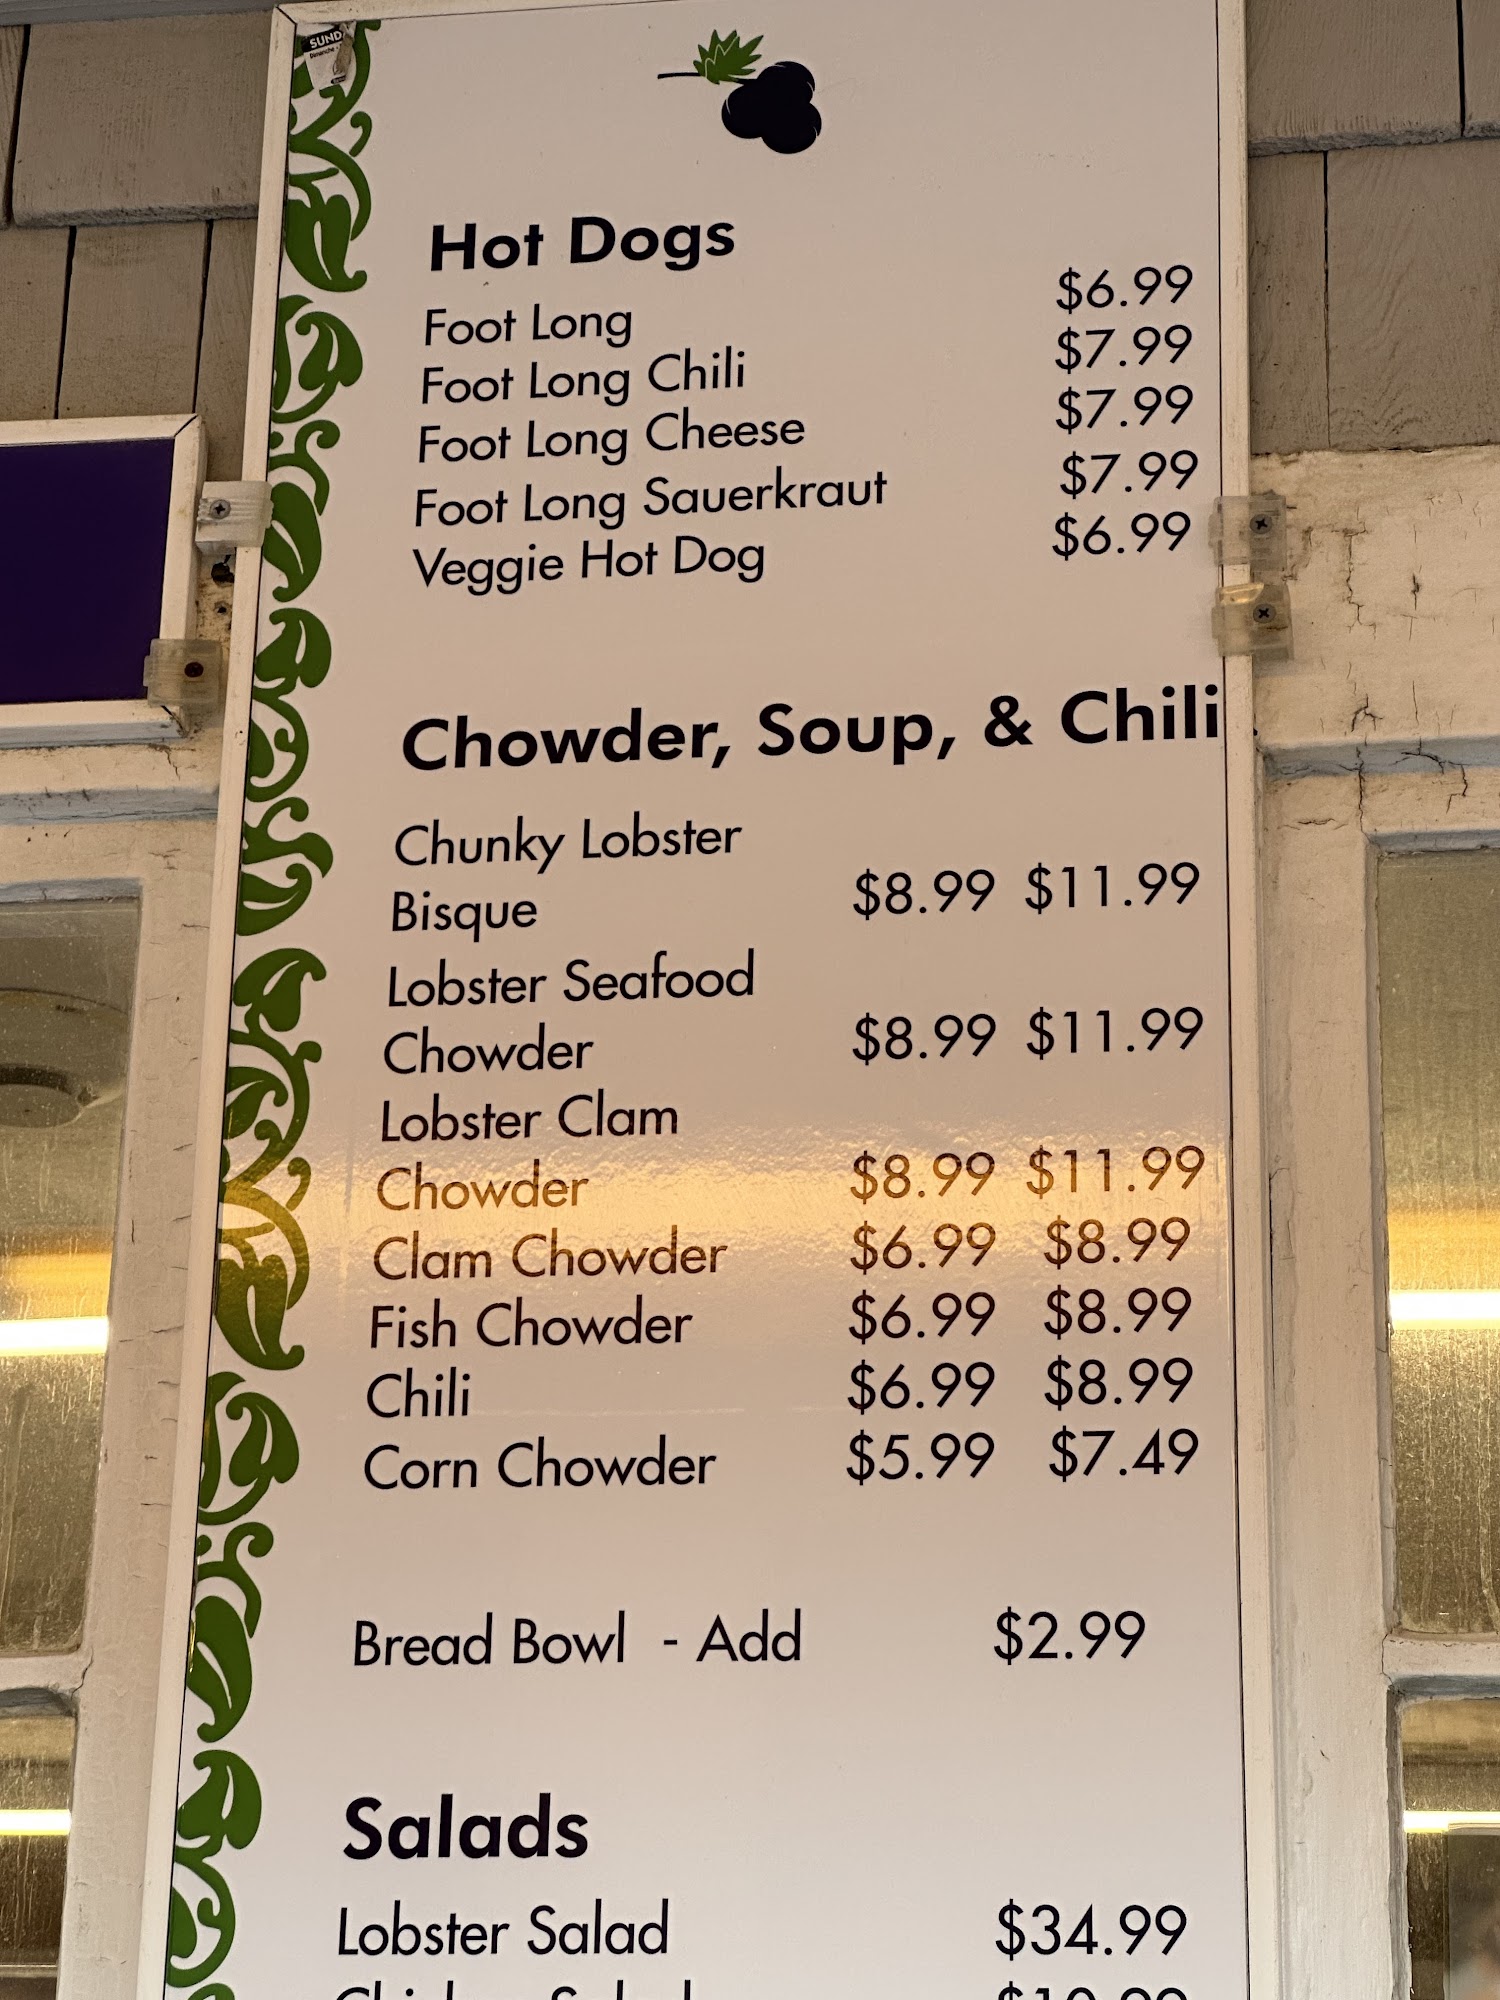 SUND
Hot Dogs
Foot Long $6.99
Foot Long Chili $7.99
Foot Long Cheese $7.99
Foot Long Sauerkraut $7.99
Veggie Hot Dog $6.99
Chowder, Soup, & Chili
Chunky Lobster
Bisque $8.99 $11.99
Lobster Seafood
Chowder $8.99 $11.99
Lobster Clam
Chowder $8.99 $11.99
Clam Chowder $6.99 $8.99
Fish Chowder $6.99 $8.99
Chili $6.99 $8.99
Corn Chowder $5.99 $7.49
Bread Bowl - Add $2.99
Salads
Lobster Salad $34.99